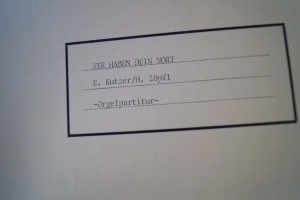 WIR HABEN DEIN WORT
E. Kutzer/H. Zöpfl
-Orgelpartitur-